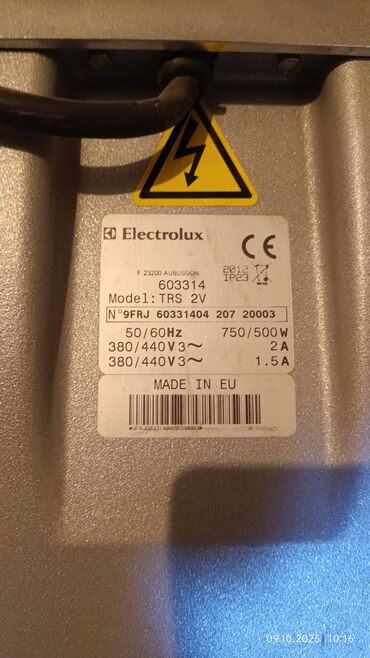 Electrolux
CE
F 23200 AUBUSSON
2012
IP23
603314
Model: TRS 2V
N°9FRJ 60331404 207 20003
50/60Hz 750/500W
380/440V3~ 2A
380/440V3~ 1.5A
MADE IN EU
09.10.2025 10:16